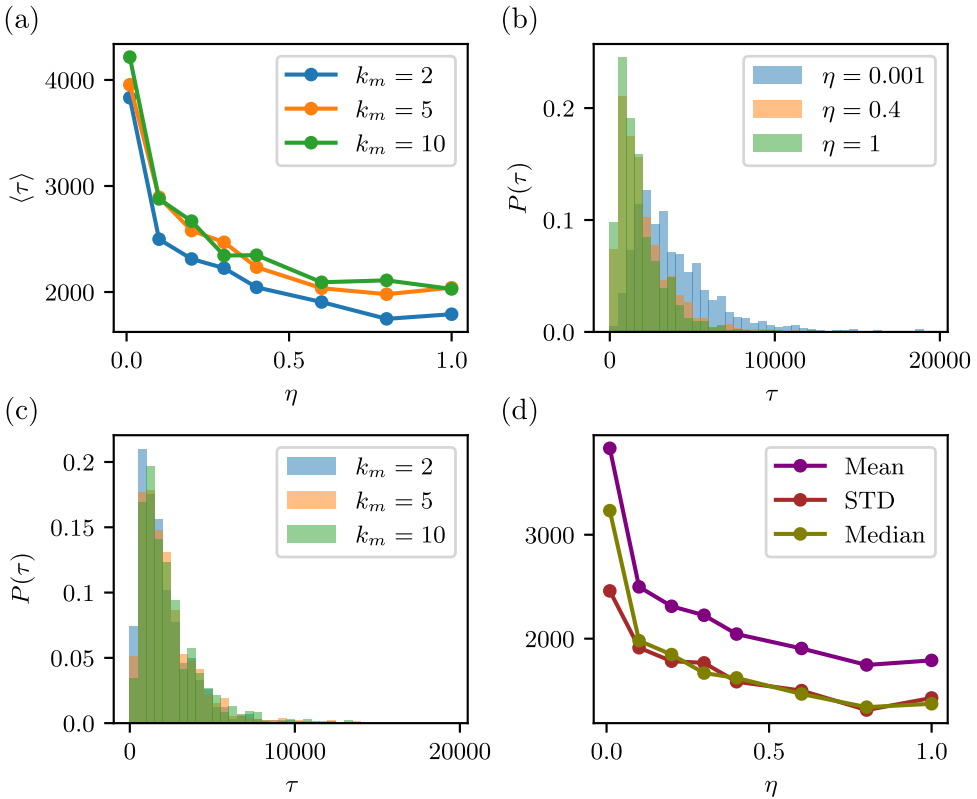 (a)
4000
3000
2000
⟨τ⟩
0.0
0.5
1.0
η
k_m = 2
k_m = 5
k_m = 10
(b)
0.2
0.1
0.0
P(τ)
0
10000
20000
τ
η = 0.001
η = 0.4
η = 1
(c)
0.2
0.15
0.1
0.05
0.0
P(τ)
0
10000
20000
τ
k_m = 2
k_m = 5
k_m = 10
(d)
3000
2000
0.0
0.5
1.0
η
Mean
STD
Median